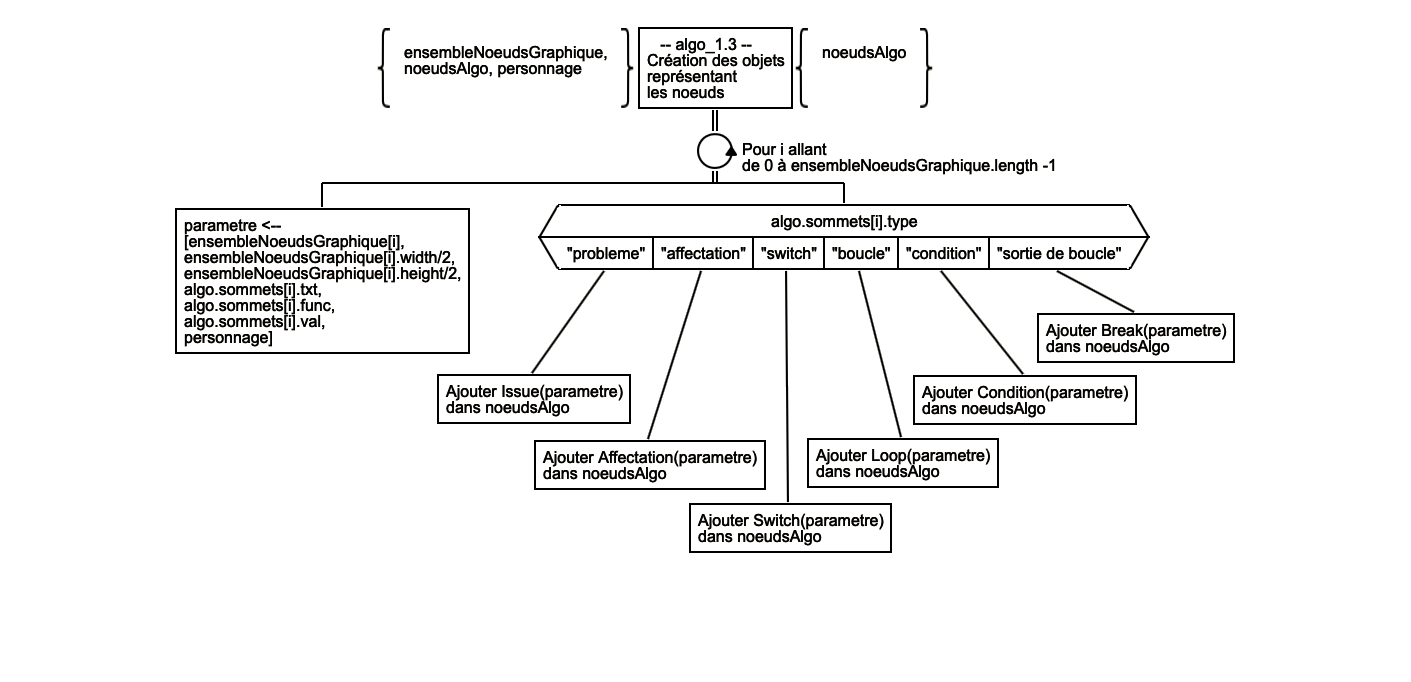 ensembleNoeudsGraphique,
noeudsAlgo, personnage
-- algo_1.3 --
Création des objets
représentant
les noeuds
noeudsAlgo
Pour i allant
de 0 à ensembleNoeudsGraphique.length -1
parametre <--
[ensembleNoeudsGraphique[i],
ensembleNoeudsGraphique[i].width/2,
ensembleNoeudsGraphique[i].height/2,
algo.sommets[i].txt,
algo.sommets[i].func,
algo.sommets[i].val,
personnage]
algo.sommets[i].type
"probleme" "affectation" "switch" "boucle" "condition" "sortie de boucle"
Ajouter Break(parametre)
dans noeudsAlgo
Ajouter Issue(parametre)
dans noeudsAlgo
Ajouter Condition(parametre)
dans noeudsAlgo
Ajouter Affectation(parametre)
dans noeudsAlgo
Ajouter Loop(parametre)
dans noeudsAlgo
Ajouter Switch(parametre)
dans noeudsAlgo